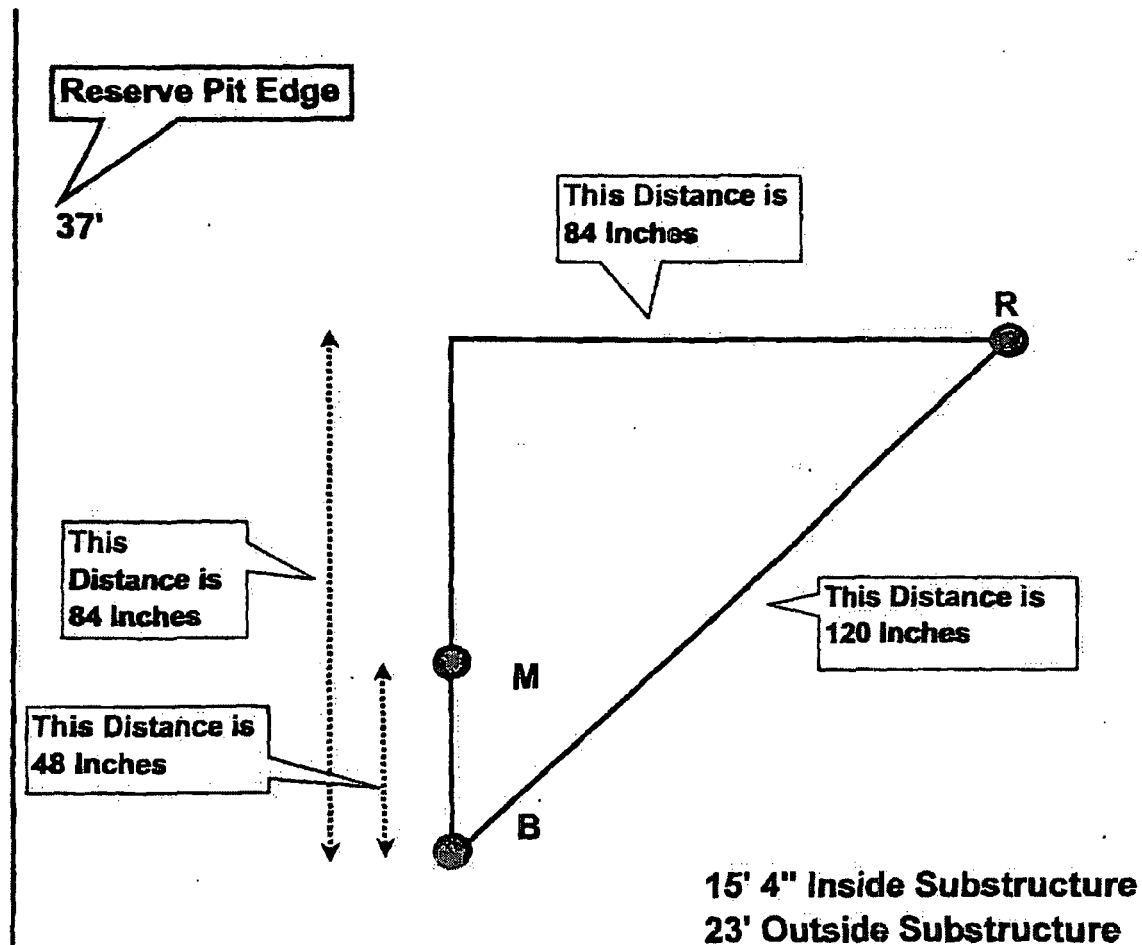 Reserve Pit Edge
37'
This Distance is
84 Inches
R
This
Distance is
84 Inches
This Distance is
120 Inches
M
This Distance is
48 Inches
B
15' 4" Inside Substructure
23' Outside Substructure